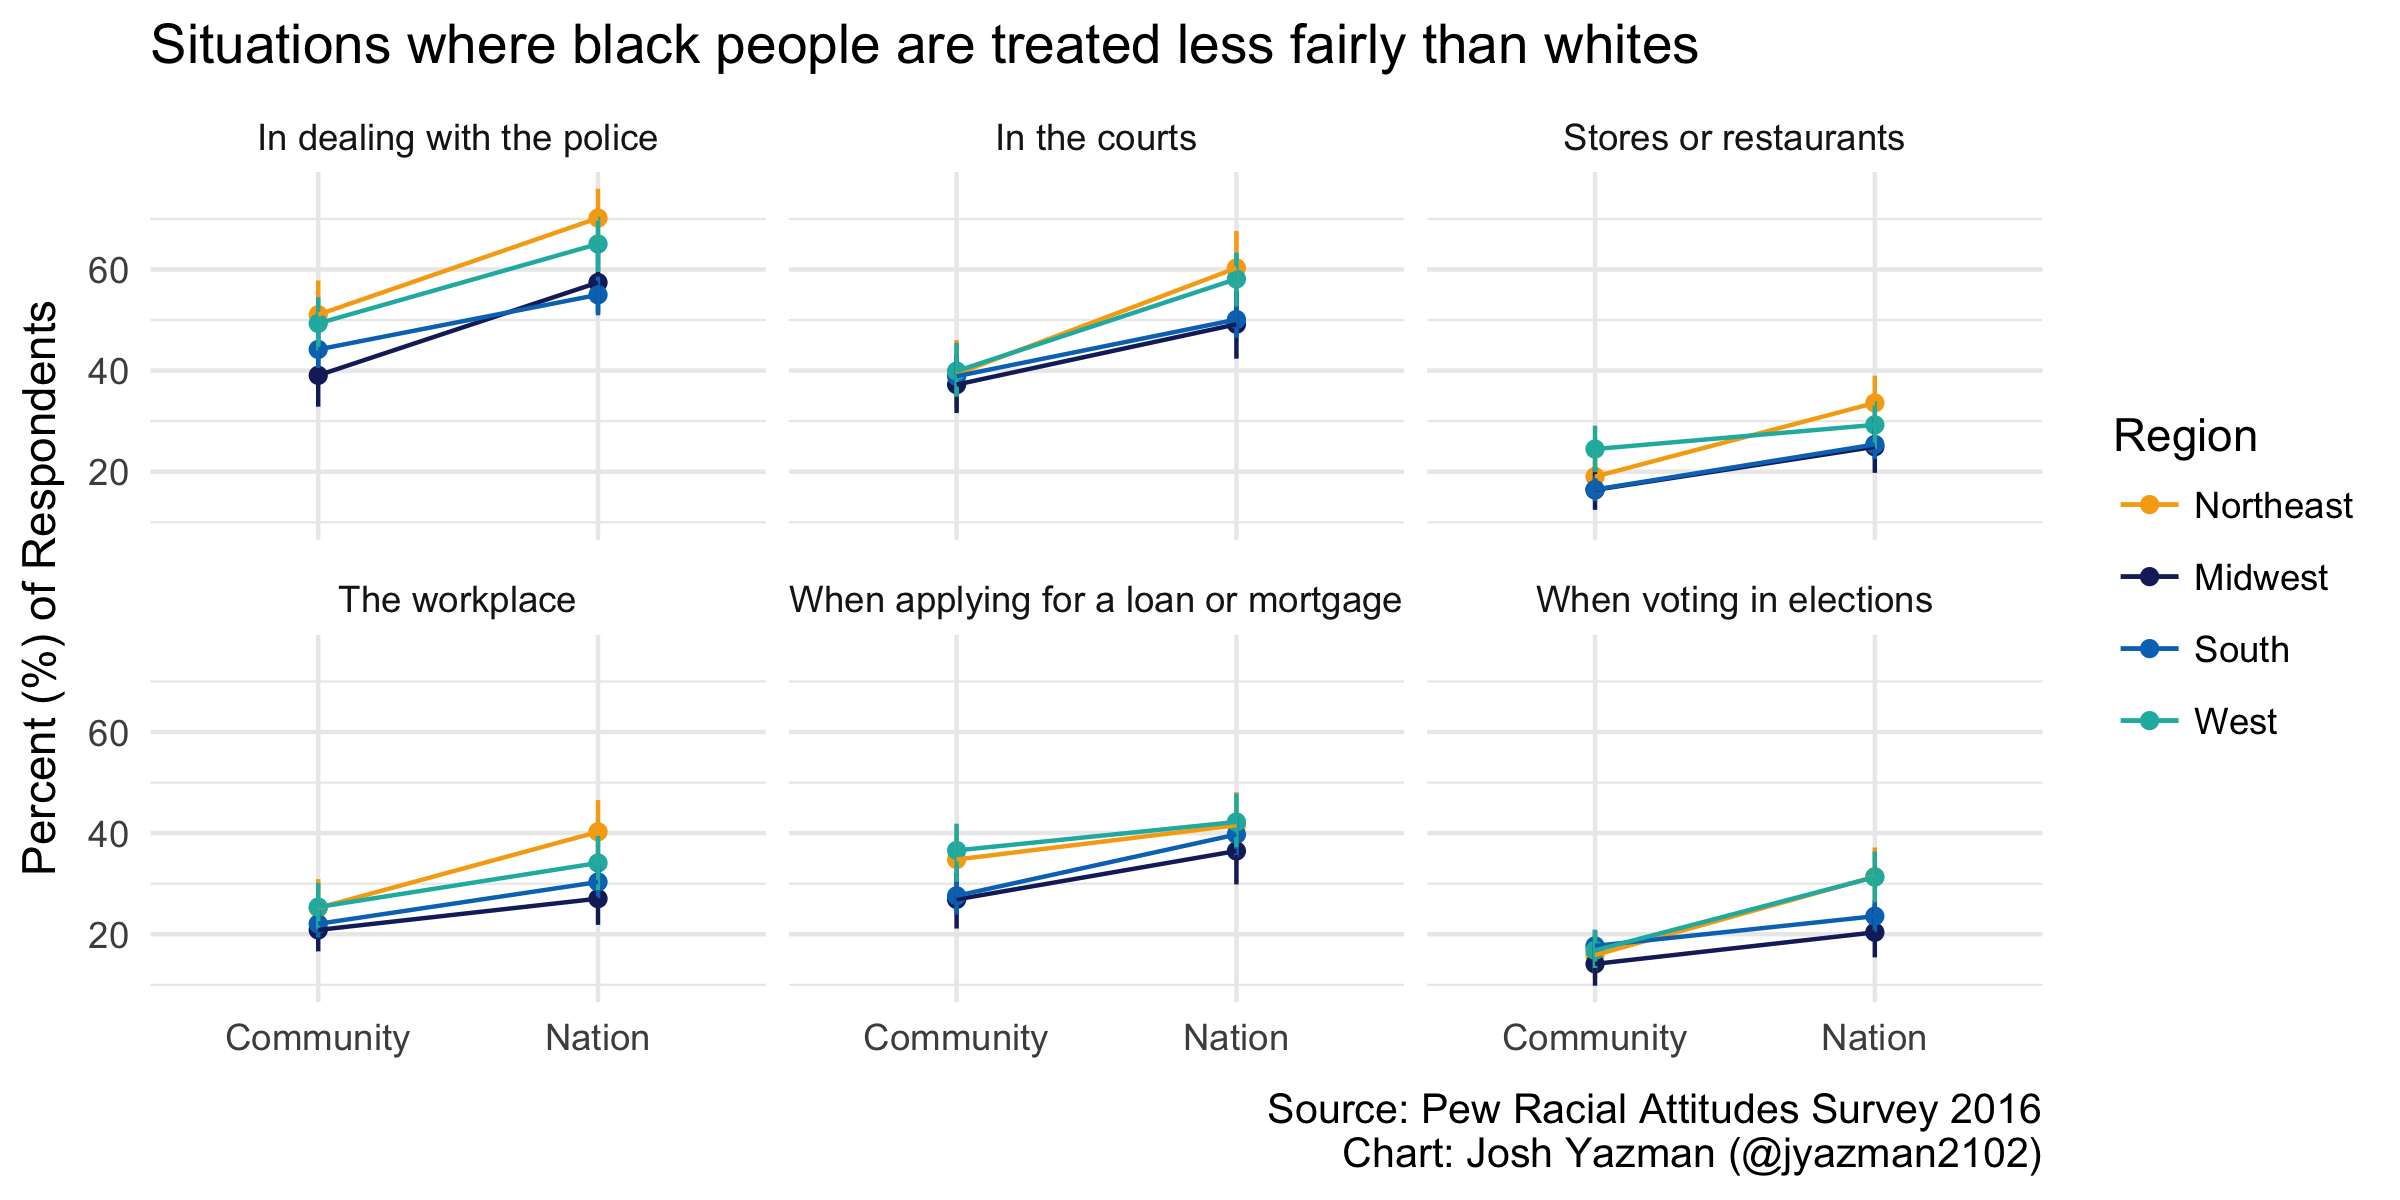 Situations where black people are treated less fairly than whites
In dealing with the police
In the courts
Stores or restaurants
60
40
20
Percent (%) of Respondents
The workplace
When applying for a loan or mortgage
When voting in elections
60
40
20
Community
Nation
Community
Nation
Community
Nation
Region
Northeast
Midwest
South
West
Source: Pew Racial Attitudes Survey 2016
Chart: Josh Yazman (@jyazman2102)